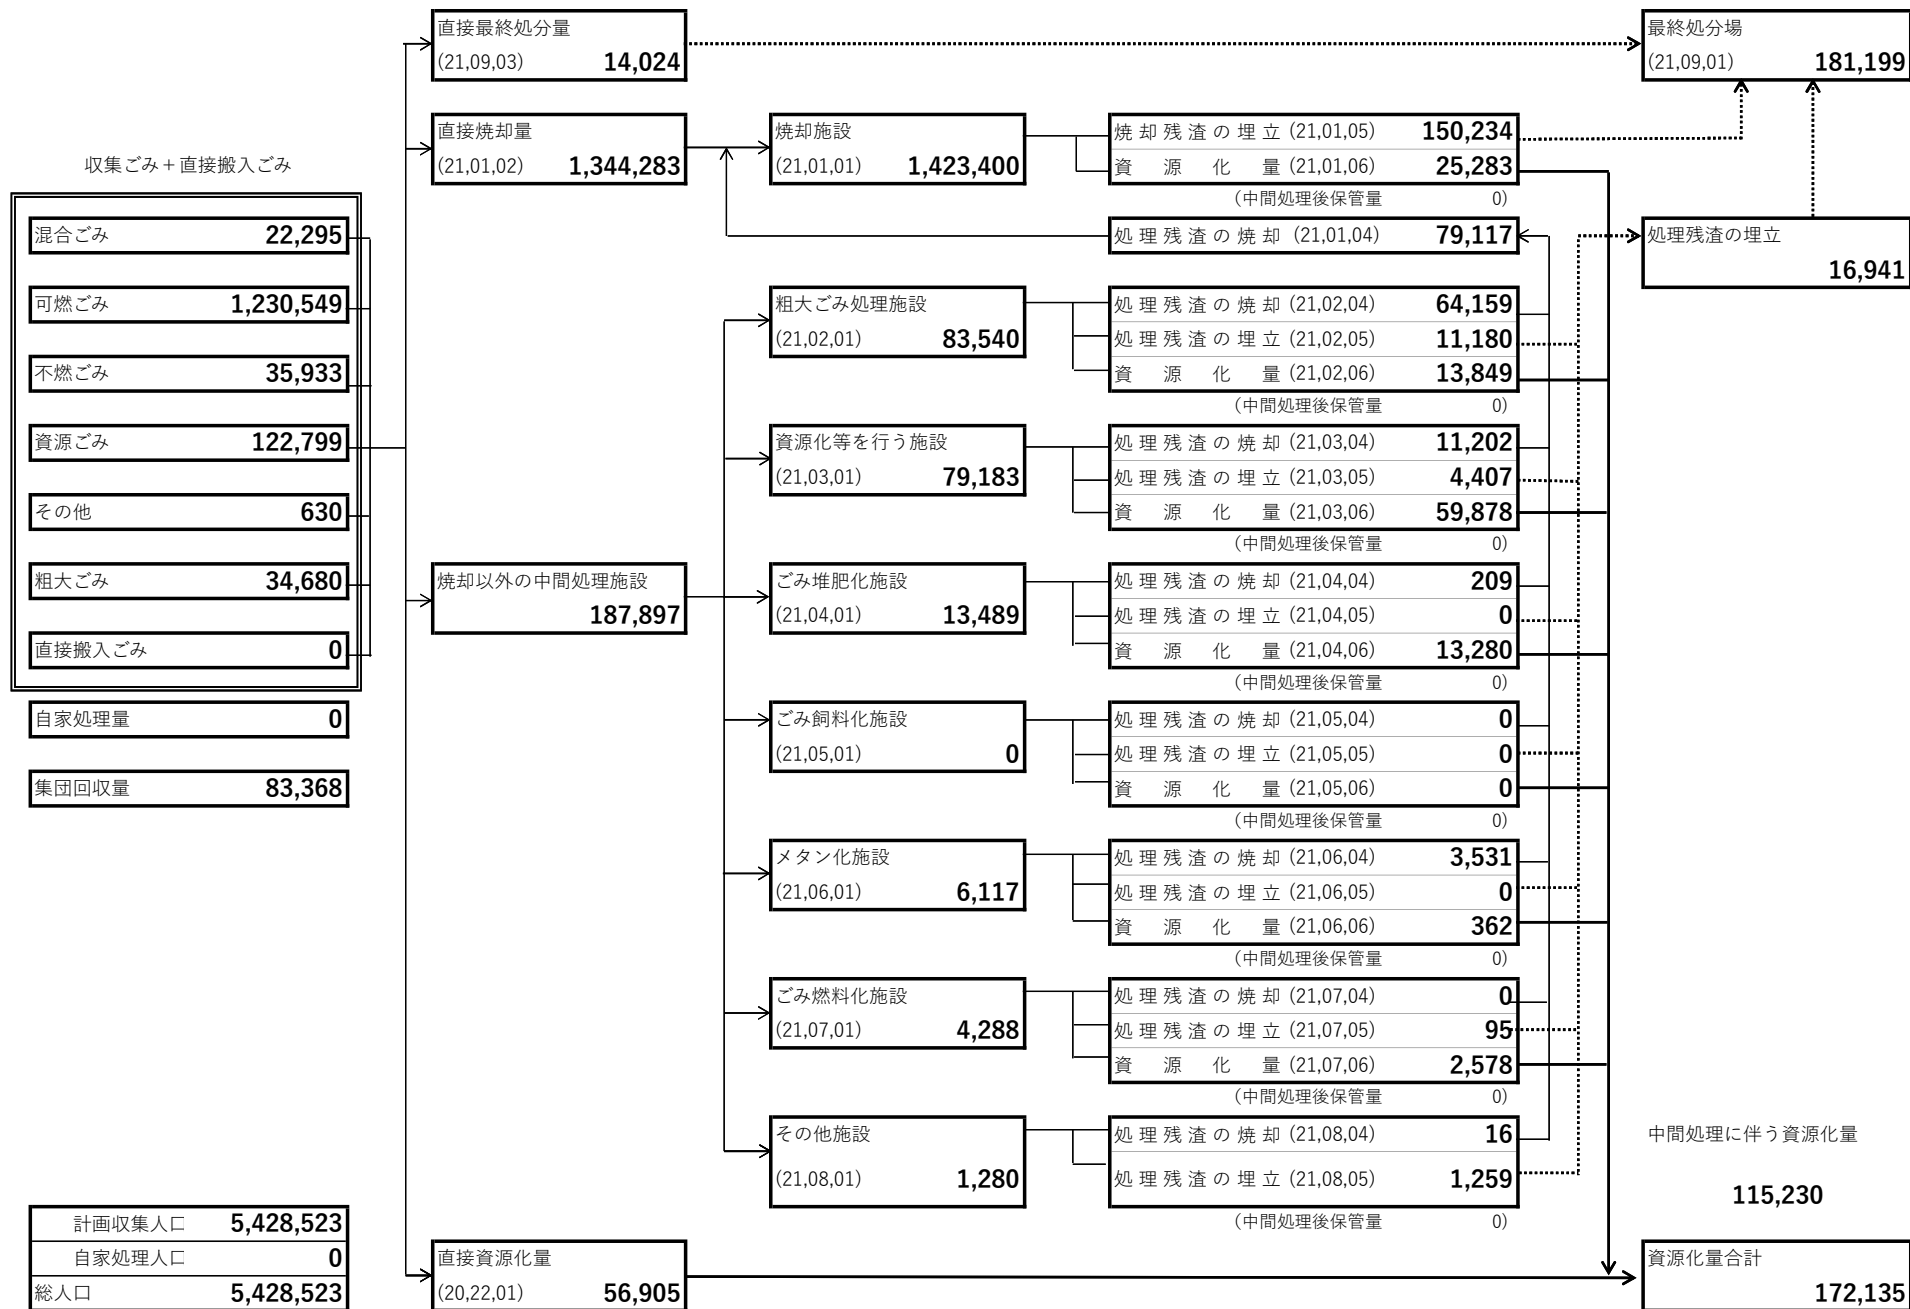 収集ごみ＋直接搬入ごみ
混合ごみ 22,295
可燃ごみ 1,230,549
不燃ごみ 35,933
資源ごみ 122,799
その他 630
粗大ごみ 34,680
直接搬入ごみ 0
自家処理量 0
集団回収量 83,368
計画収集人口 5,428,523
自家処理人口 0
総人口 5,428,523
直接最終処分量
(21,09,03) 14,024
直接焼却量
(21,01,02) 1,344,283
焼却以外の中間処理施設
187,897
直接資源化量
(20,22,01) 56,905
焼却施設
(21,01,01) 1,423,400
粗大ごみ処理施設
(21,02,01) 83,540
資源化等を行う施設
(21,03,01) 79,183
ごみ堆肥化施設
(21,04,01) 13,489
ごみ飼料化施設
(21,05,01) 0
メタン化施設
(21,06,01) 6,117
ごみ燃料化施設
(21,07,01) 4,288
その他施設
(21,08,01) 1,280
焼却残渣の埋立 (21,01,05) 150,234
資源化量 (21,01,06) 25,283
（中間処理後保管量 0）
処理残渣の焼却 (21,01,04) 79,117
処理残渣の焼却 (21,02,04) 64,159
処理残渣の埋立 (21,02,05) 11,180
資源化量 (21,02,06) 13,849
（中間処理後保管量 0）
処理残渣の焼却 (21,03,04) 11,202
処理残渣の埋立 (21,03,05) 4,407
資源化量 (21,03,06) 59,878
（中間処理後保管量 0）
処理残渣の焼却 (21,04,04) 209
処理残渣の埋立 (21,04,05) 0
資源化量 (21,04,06) 13,280
（中間処理後保管量 0）
処理残渣の焼却 (21,05,04) 0
処理残渣の埋立 (21,05,05) 0
資源化量 (21,05,06) 0
（中間処理後保管量 0）
処理残渣の焼却 (21,06,04) 3,531
処理残渣の埋立 (21,06,05) 0
資源化量 (21,06,06) 362
（中間処理後保管量 0）
処理残渣の焼却 (21,07,04) 0
処理残渣の埋立 (21,07,05) 95
資源化量 (21,07,06) 2,578
（中間処理後保管量 0）
処理残渣の焼却 (21,08,04) 16
処理残渣の埋立 (21,08,05) 1,259
（中間処理後保管量 0）
最終処分場
(21,09,01) 181,199
処理残渣の埋立
16,941
中間処理に伴う資源化量
115,230
資源化量合計
172,135